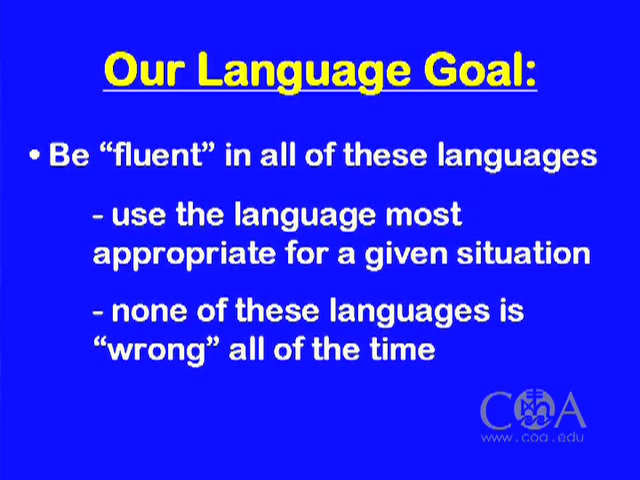 Our Language Goal:
• Be “fluent” in all of these languages
- use the language most
appropriate for a given situation
- none of these languages is
“wrong” all of the time
COA
www.coa.edu